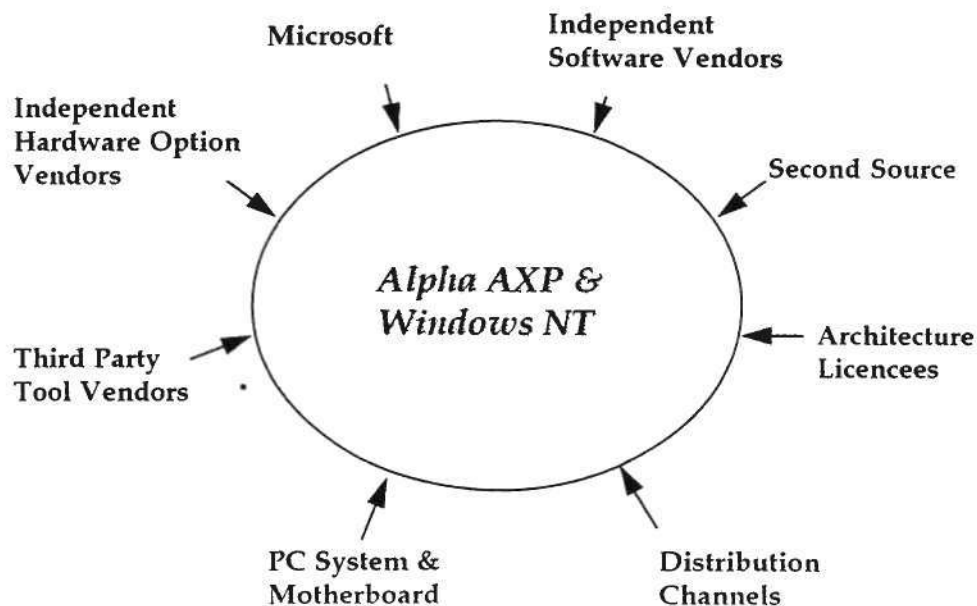 Microsoft
Independent
Software Vendors
Independent
Hardware Option
Vendors
Second Source
Alpha AXP &
Windows NT
Third Party
Tool Vendors
Architecture
Licencees
PC System &
Motherboard
Distribution
Channels